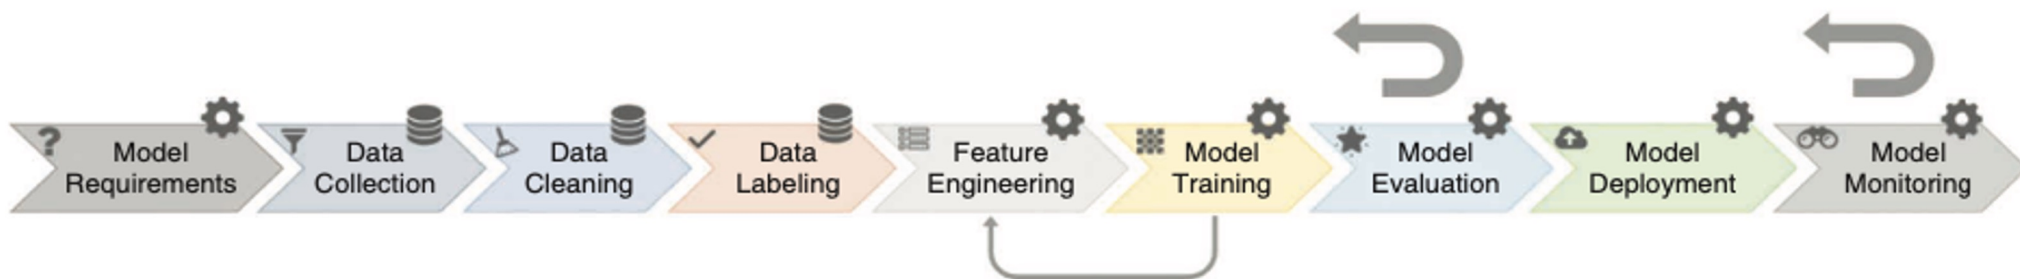 Model
Requirements
Data
Collection
Data
Cleaning
Data
Labeling
Feature
Engineering
Model
Training
Model
Evaluation
Model
Deployment
Model
Monitoring